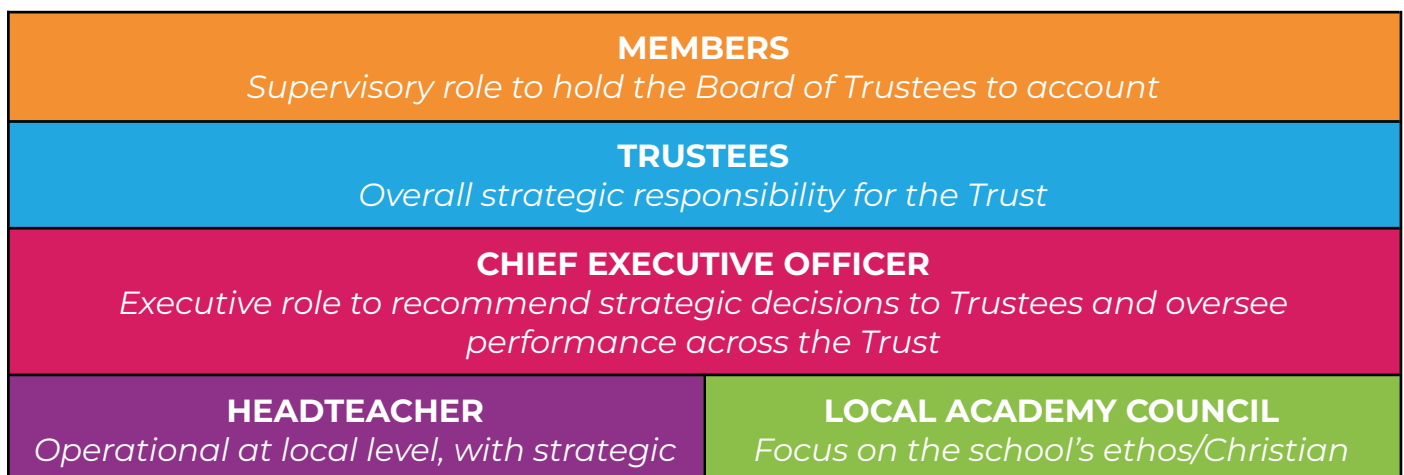 MEMBERS
Supervisory role to hold the Board of Trustees to account
TRUSTEES
Overall strategic responsibility for the Trust
CHIEF EXECUTIVE OFFICER
Executive role to recommend strategic decisions to Trustees and oversee
performance across the Trust
HEADTEACHER
Operational at local level, with strategic
LOCAL ACADEMY COUNCIL
Focus on the school’s ethos/Christian